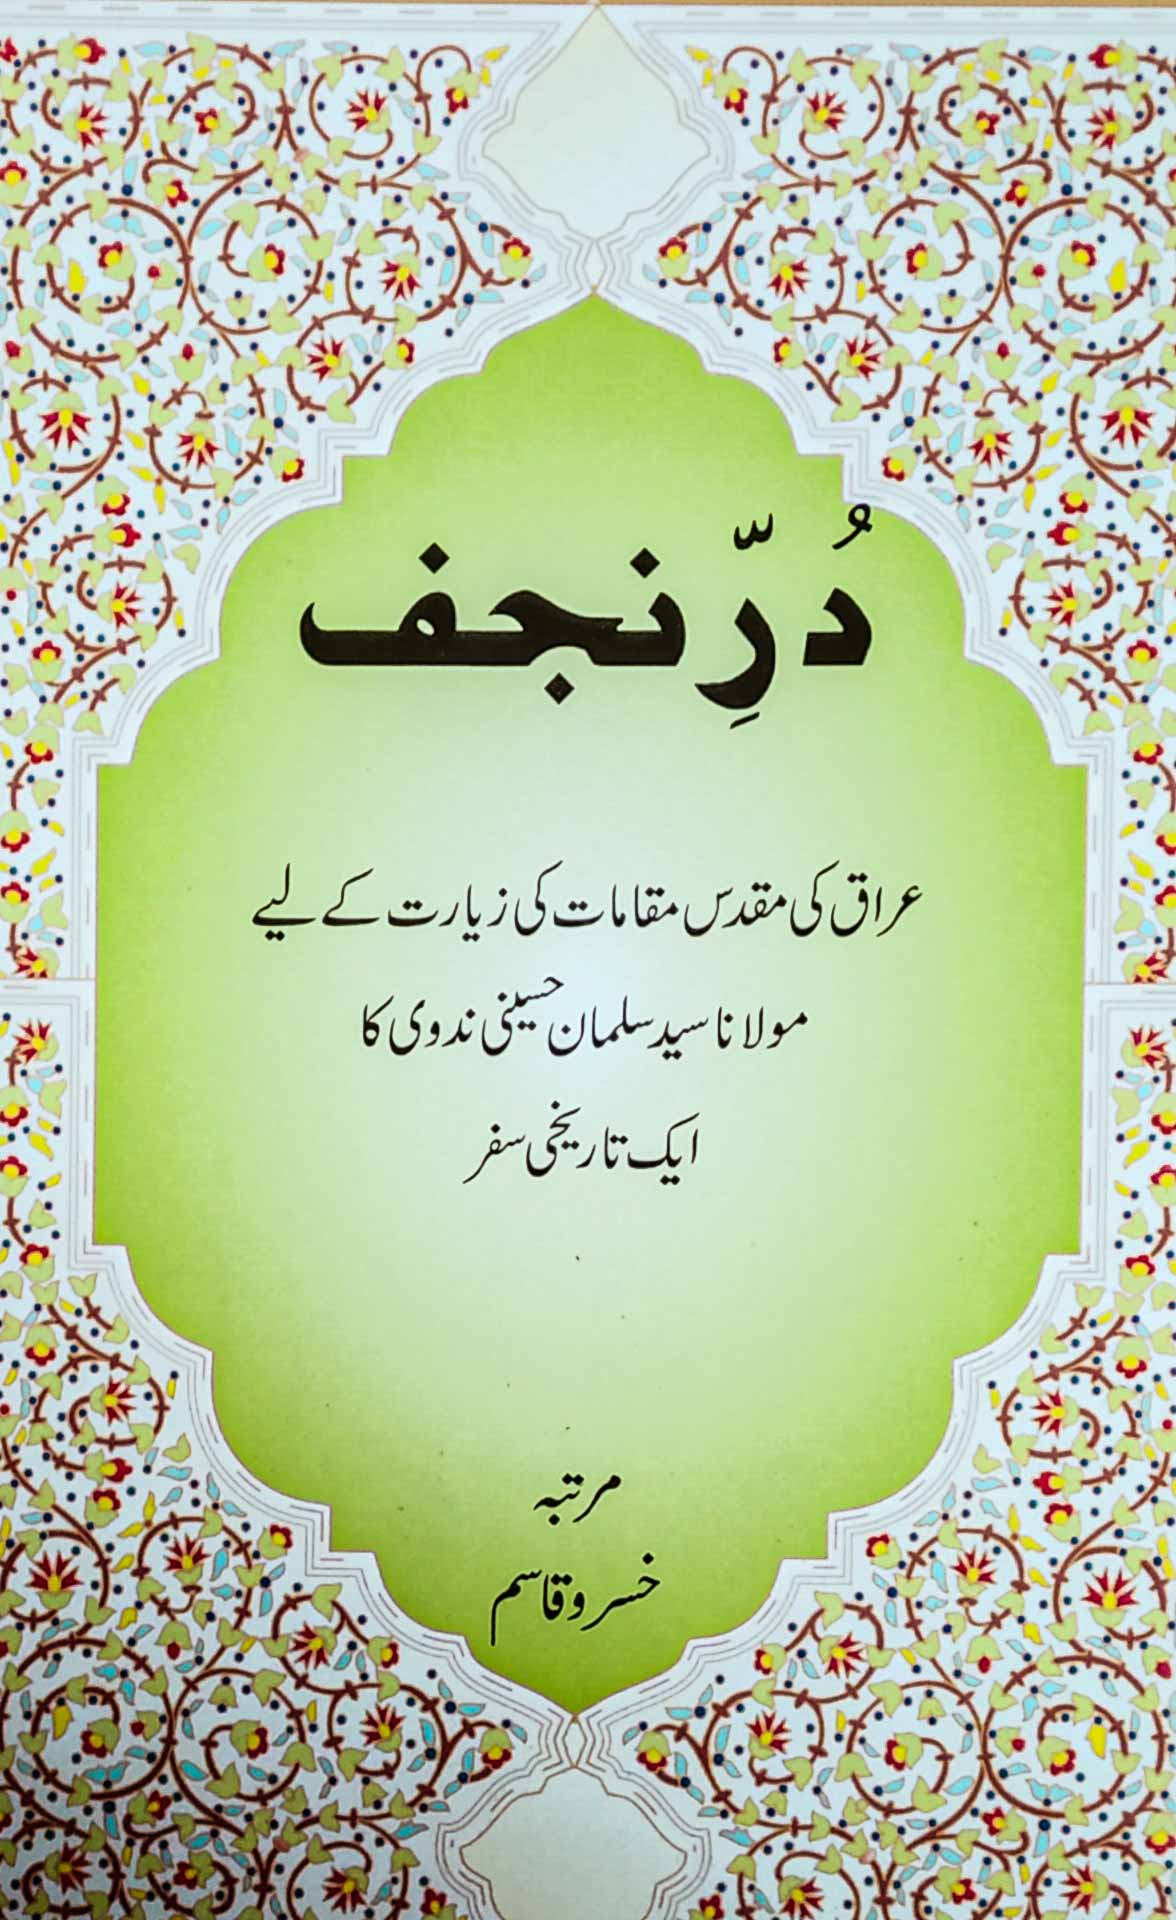 دُرِّ نجف
عراق کی مقدس مقامات کی زیارت کے لیے
مولانا سید سلمان حسینی ندوی کا
ایک تاریخی سفر
مرتبہ
خسرو قاسم